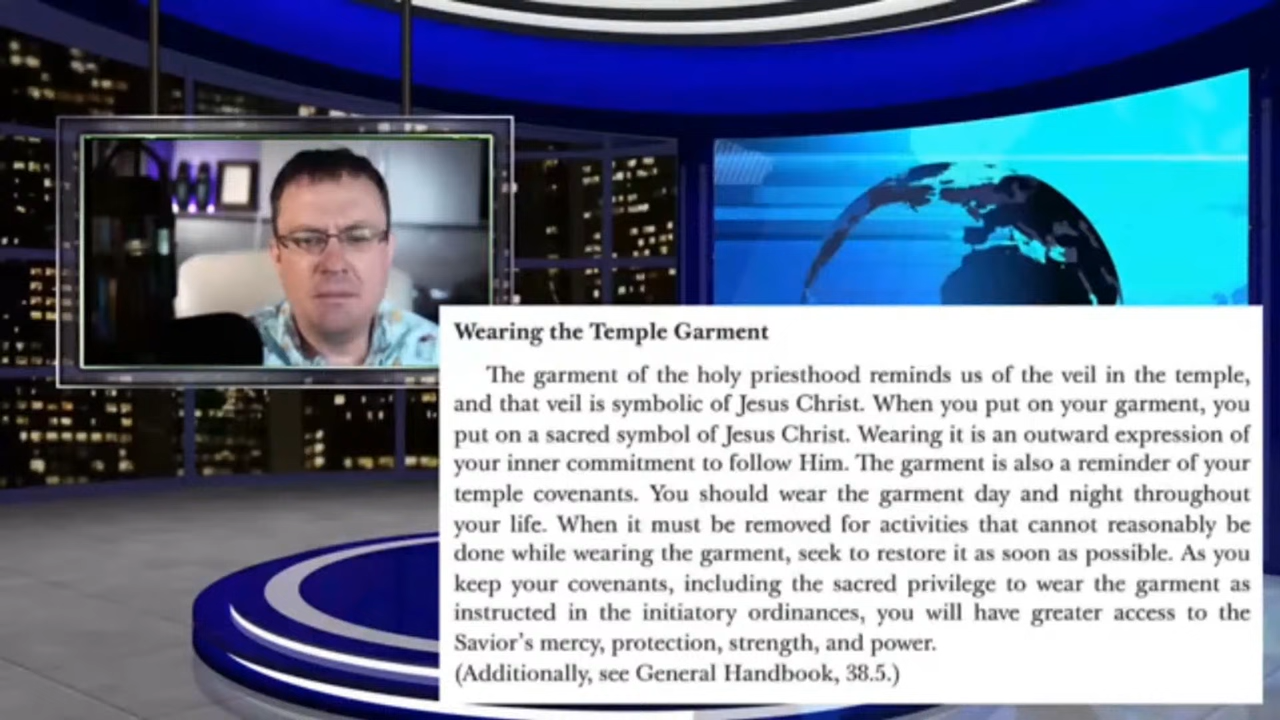 Wearing the Temple Garment
The garment of the holy priesthood reminds us of the veil in the temple,
and that veil is symbolic of Jesus Christ. When you put on your garment, you
put on a sacred symbol of Jesus Christ. Wearing it is an outward expression of
your inner commitment to follow Him. The garment is also a reminder of your
temple covenants. You should wear the garment day and night throughout
your life. When it must be removed for activities that cannot reasonably be
done while wearing the garment, seek to restore it as soon as possible. As you
keep your covenants, including the sacred privilege to wear the garment as
instructed in the initiatory ordinances, you will have greater access to the
Savior's mercy, protection, strength, and power.
(Additionally, see General Handbook, 38.5.)